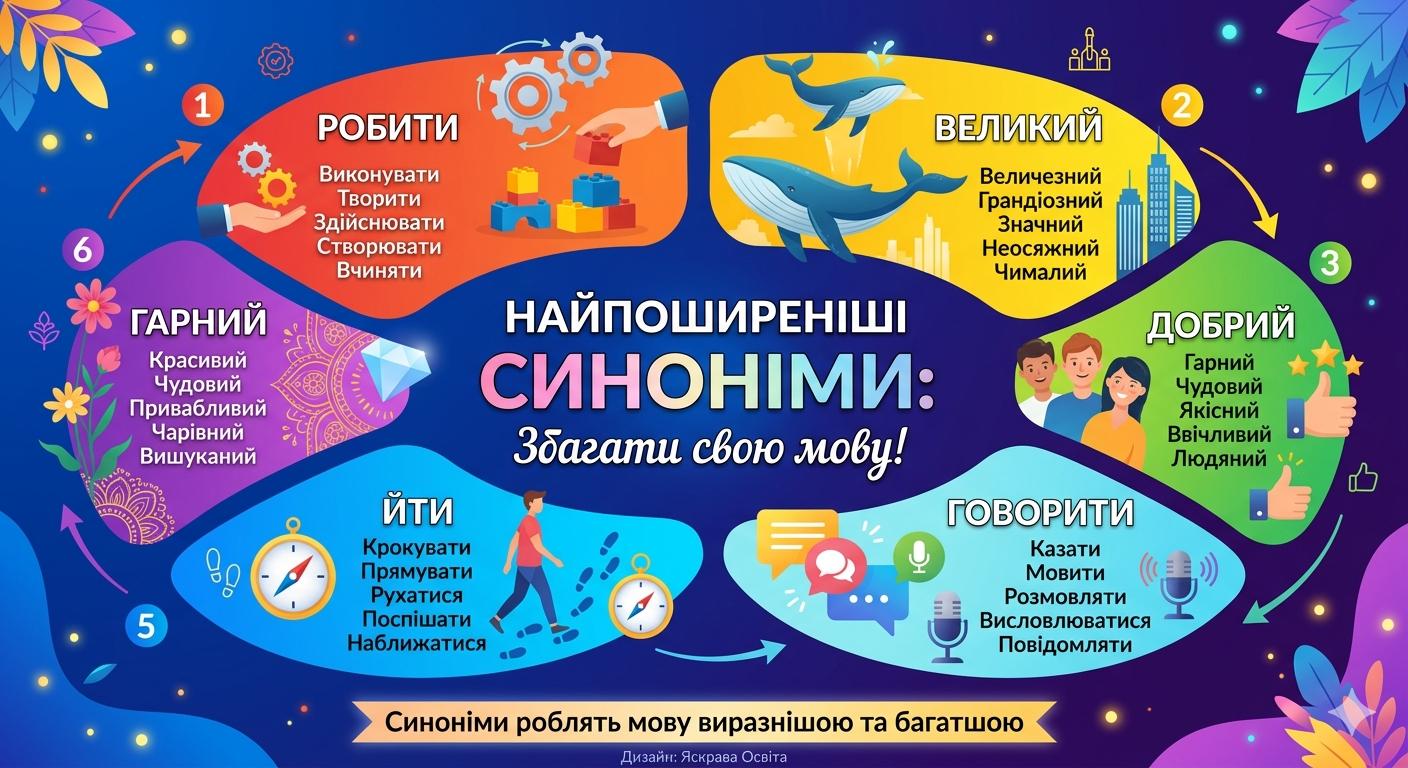 НАЙПОШИРЕНІШІ
СИНОНІМИ:
Збагати свою мову!
1
РОБИТИ
Виконувати
Творити
Здійснювати
Створювати
Вчиняти
2
ВЕЛИКИЙ
Величезний
Грандіозний
Значний
Неосяжний
Чималий
3
ДОБРИЙ
Гарний
Чудовий
Якісний
Ввічливий
Людяний
ГОВОРИТИ
Казати
Мовити
Розмовляти
Висловлюватися
Повідомляти
5
ЙТИ
Крокувати
Прямувати
Рухатися
Поспішати
Наближатися
6
ГАРНИЙ
Красивий
Чудовий
Привабливий
Чарівний
Вишуканий
Синоніми роблять мову виразнішою та багатшою
Дизайн: Яскрава Освіта